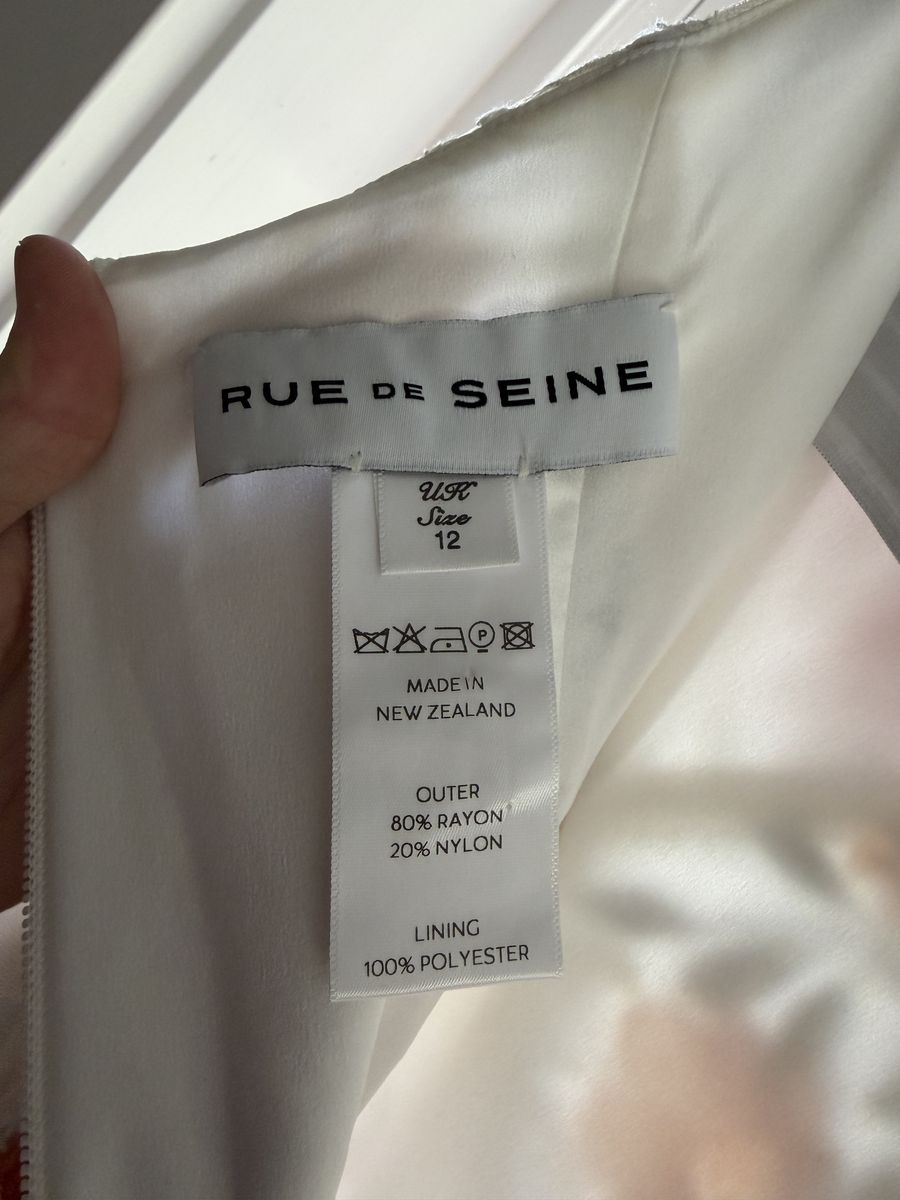 RUE DE SEINE
UK
Size
12
P
MADE IN
NEW ZEALAND
OUTER
80% RAYON
20% NYLON
LINING
100% POLYESTER